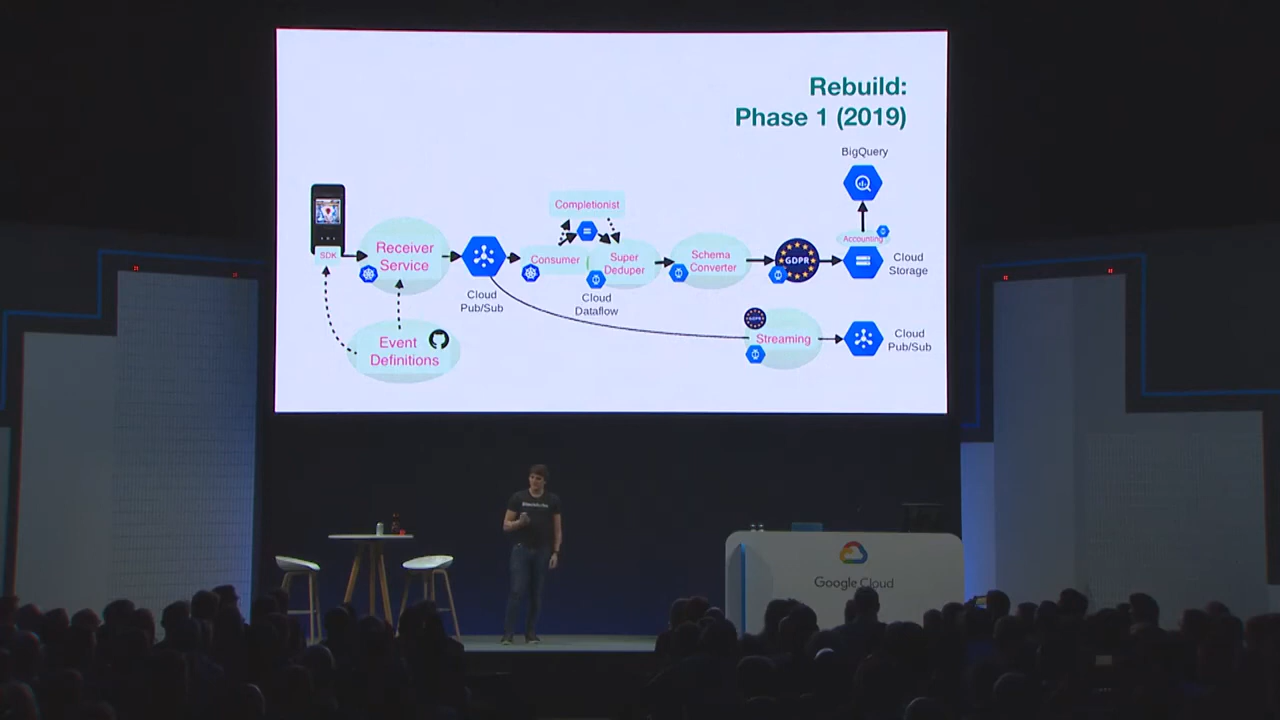 Rebuild:
Phase 1 (2019)
BigQuery
Completionist
Accounting
SDK
Receiver
Service
Consumer
Super
Deduper
Schema
Converter
GDPR
Cloud
Storage
Cloud
Pub/Sub
Cloud
Dataflow
GDPR
Event
Definitions
Streaming
Cloud
Pub/Sub
Google Cloud